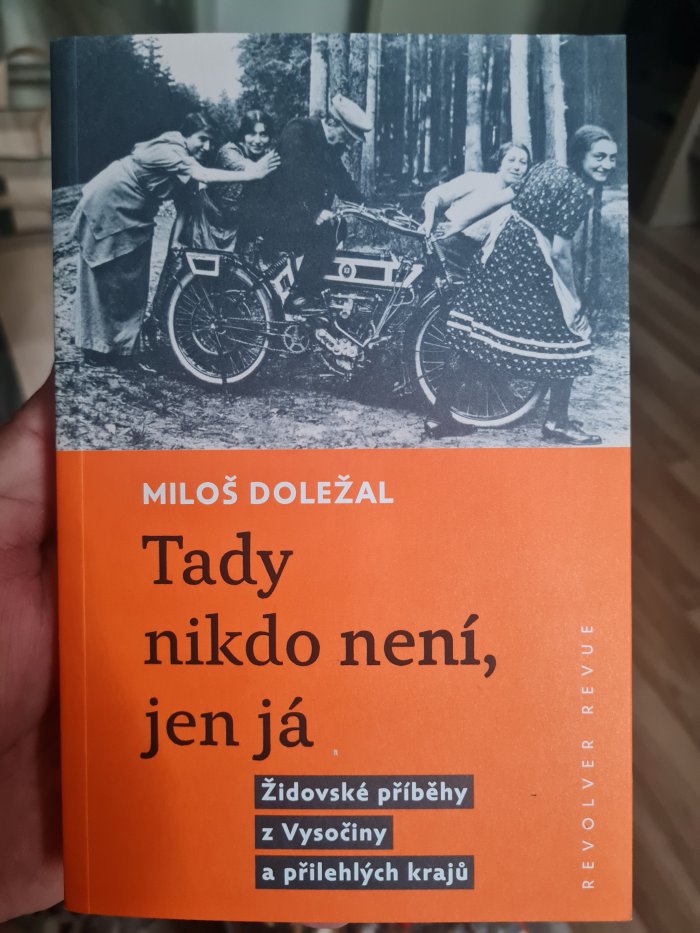 MILOŠ DOLEŽAL
Tady
nikdo není,
jen já
R
Židovské příběhy
z Vysočiny
a přilehlých krajů
REVOLVER REVUE